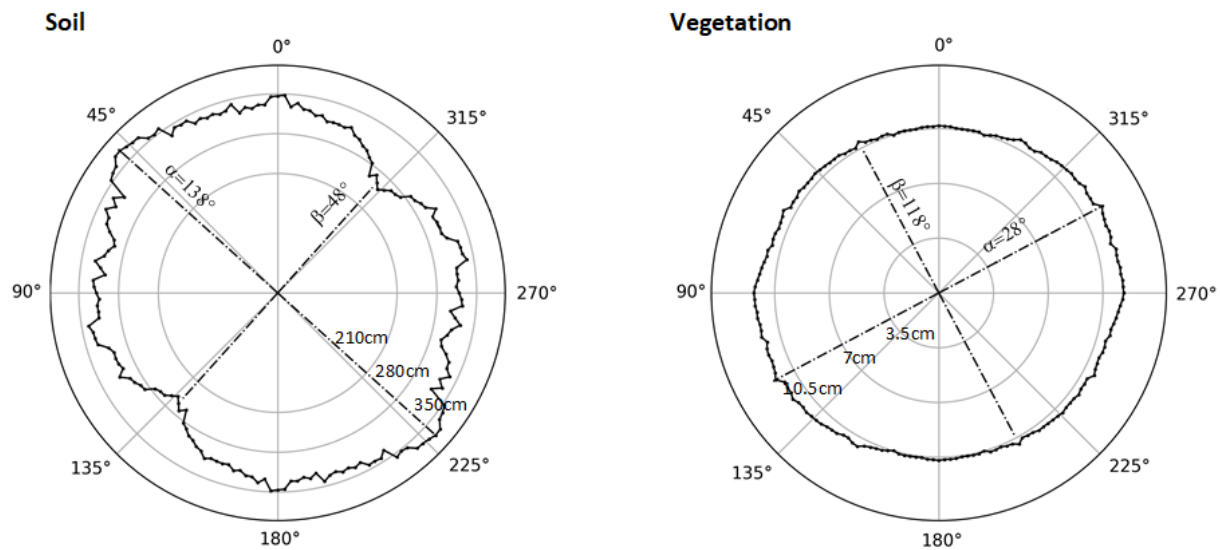 Soil
0°
45°
315°
α=138°
β=48°
90°
270°
210cm
280cm
350cm
135°
225°
180°
Vegetation
0°
45°
315°
β=118°
α=28°
90°
270°
3.5cm
7cm
10.5cm
135°
225°
180°